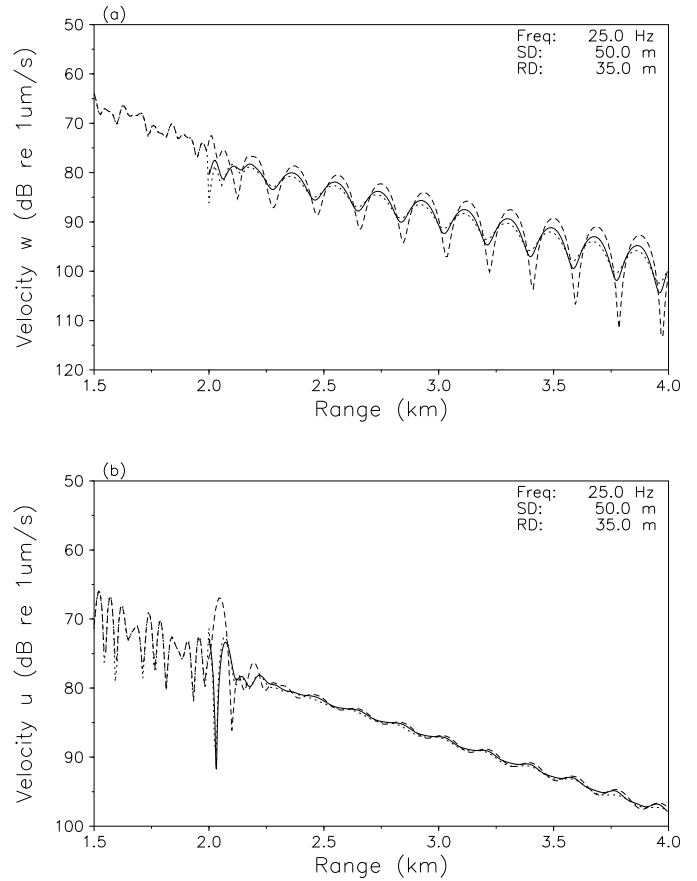 (a)
Freq: 25.0 Hz
SD: 50.0 m
RD: 35.0 m
50
60
70
80
90
100
110
120
Velocity w (dB re 1um/s)
1.5 2.0 2.5 3.0 3.5 4.0
Range (km)
(b)
Freq: 25.0 Hz
SD: 50.0 m
RD: 35.0 m
50
60
70
80
90
100
Velocity u (dB re 1um/s)
1.5 2.0 2.5 3.0 3.5 4.0
Range (km)